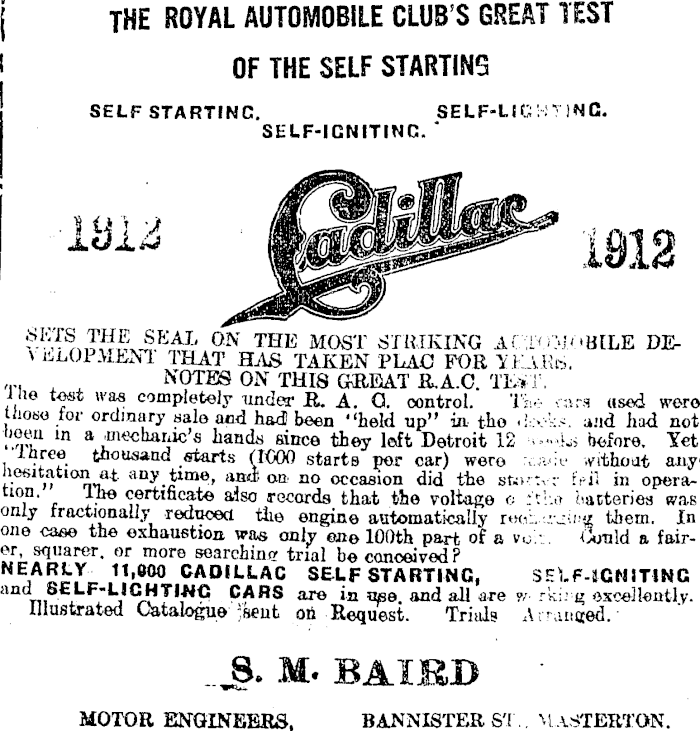 THE ROYAL AUTOMOBILE CLUB'S GREAT TEST
OF THE SELF STARTING
SELF STARTING. SELF-LIGHTING.
SELF-IGNITING.
1912 Cadillac 1912
SETS THE SEAL ON THE MOST STRIKING AUTOMOBILE DE-
VELOPMENT THAT HAS TAKEN PLAC FOR YEARS.
NOTES ON THIS GREAT R.A.C. TEST.
The test was completely under R. A. C. control. The cars used were
those for ordinary sale and had been "held up" in the docks, and had not
been in a mechanic's hands since they left Detroit 12 weeks before. Yet
"Three thousand starts (1000 starts per car) were made without any
hesitation at any time, and on no occasion did the starter fail in opera-
tion." The certificate also records that the voltage of the batteries was
only fractionally reduced the engine automatically recharging them. In
one case the exhaustion was only one 100th part of a volt. Could a fair-
er, squarer, or more searching trial be conceived?
NEARLY 11,000 CADILLAC SELF STARTING, SELF-IGNITING
and SELF-LIGHTING CARS are in use, and all are working excellently.
Illustrated Catalogue sent on Request. Trials Arranged.
S. M. BAIRD
MOTOR ENGINEERS, BANNISTER ST., MASTERTON.